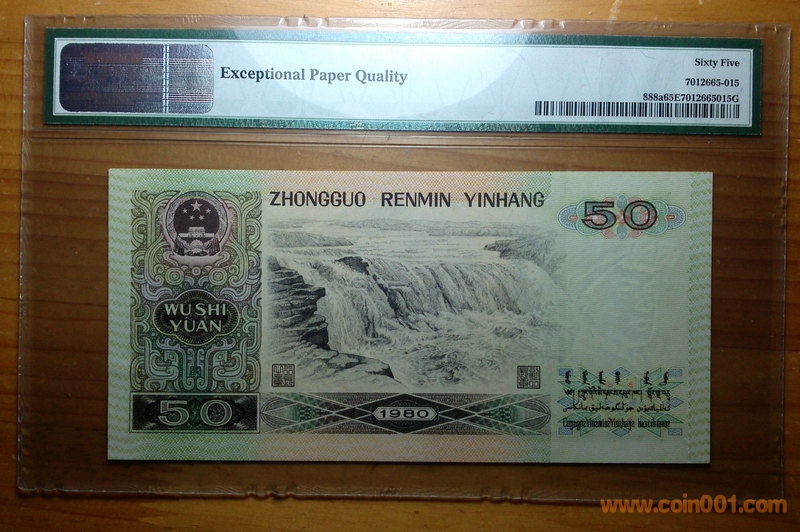 Exceptional Paper Quality
Sixty Five
7012665-015
888a65E7012665015G
ZHONGGUO RENMIN YINHANG
50
WU SHI
YUAN
50
1980
www.coin001.com